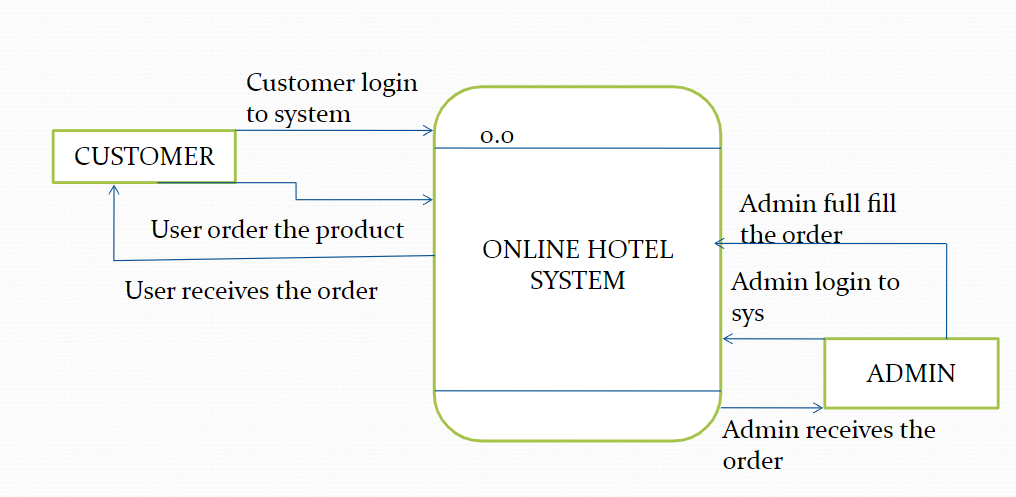 Customer login
to system
CUSTOMER
0.0
User order the product
User receives the order
ONLINE HOTEL
SYSTEM
Admin full fill
the order
Admin login to
sys
ADMIN
Admin receives the
order